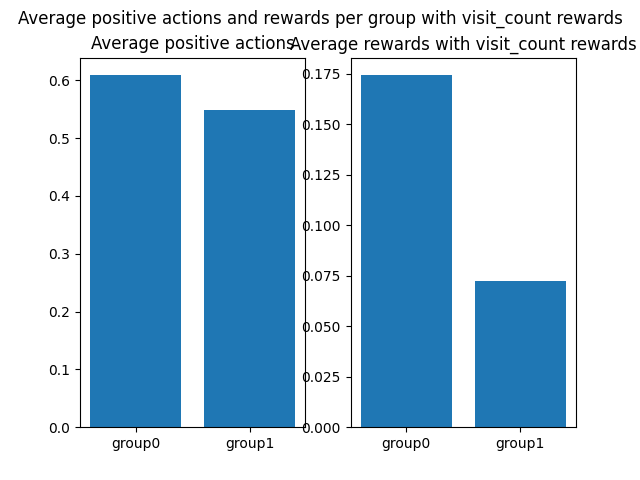 Average positive actions and rewards per group with visit_count rewards
Average positive actions
0.6
0.5
0.4
0.3
0.2
0.1
0.0
group0
group1
Average rewards with visit_count rewards
0.175
0.150
0.125
0.100
0.075
0.050
0.025
0.000
group0
group1